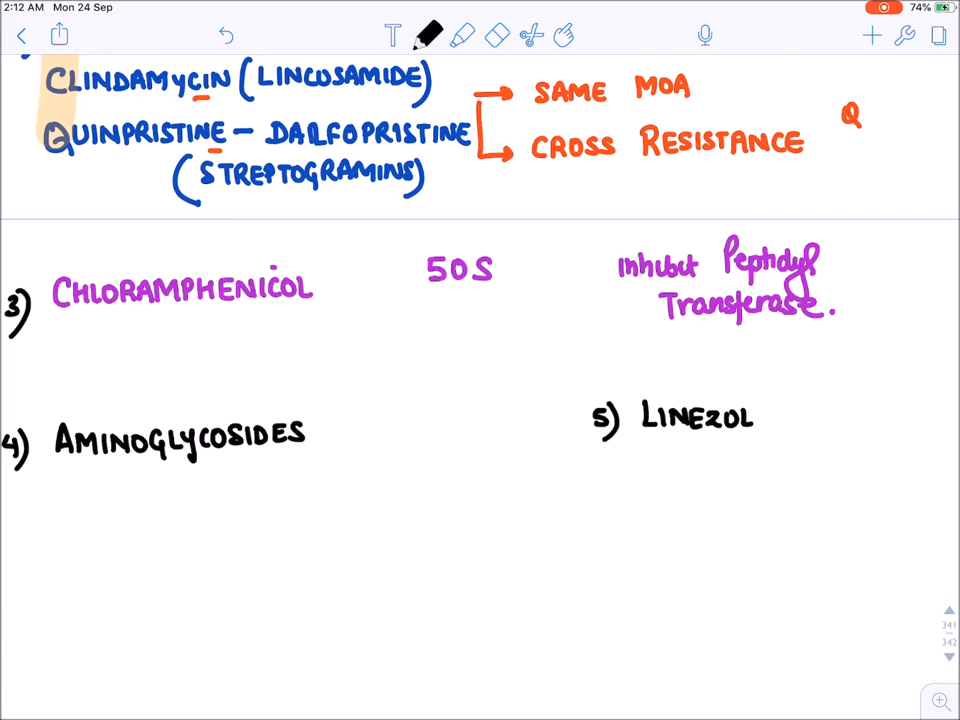 2:12 AM Mon 24 Sep
74%
T
CLINDAMYCIN (LINCOSAMIDE)
SAME MOA
Q
QUINPRISTINE - DALFOPRISTINE
CROSS RESISTANCE
(STREPTOGRAMINS)
3) CHLORAMPHENICOL 50S Inhibit Peptidyl
Transferase.
4) AMINOGLYCOSIDES
5) LINEZOL
341
342